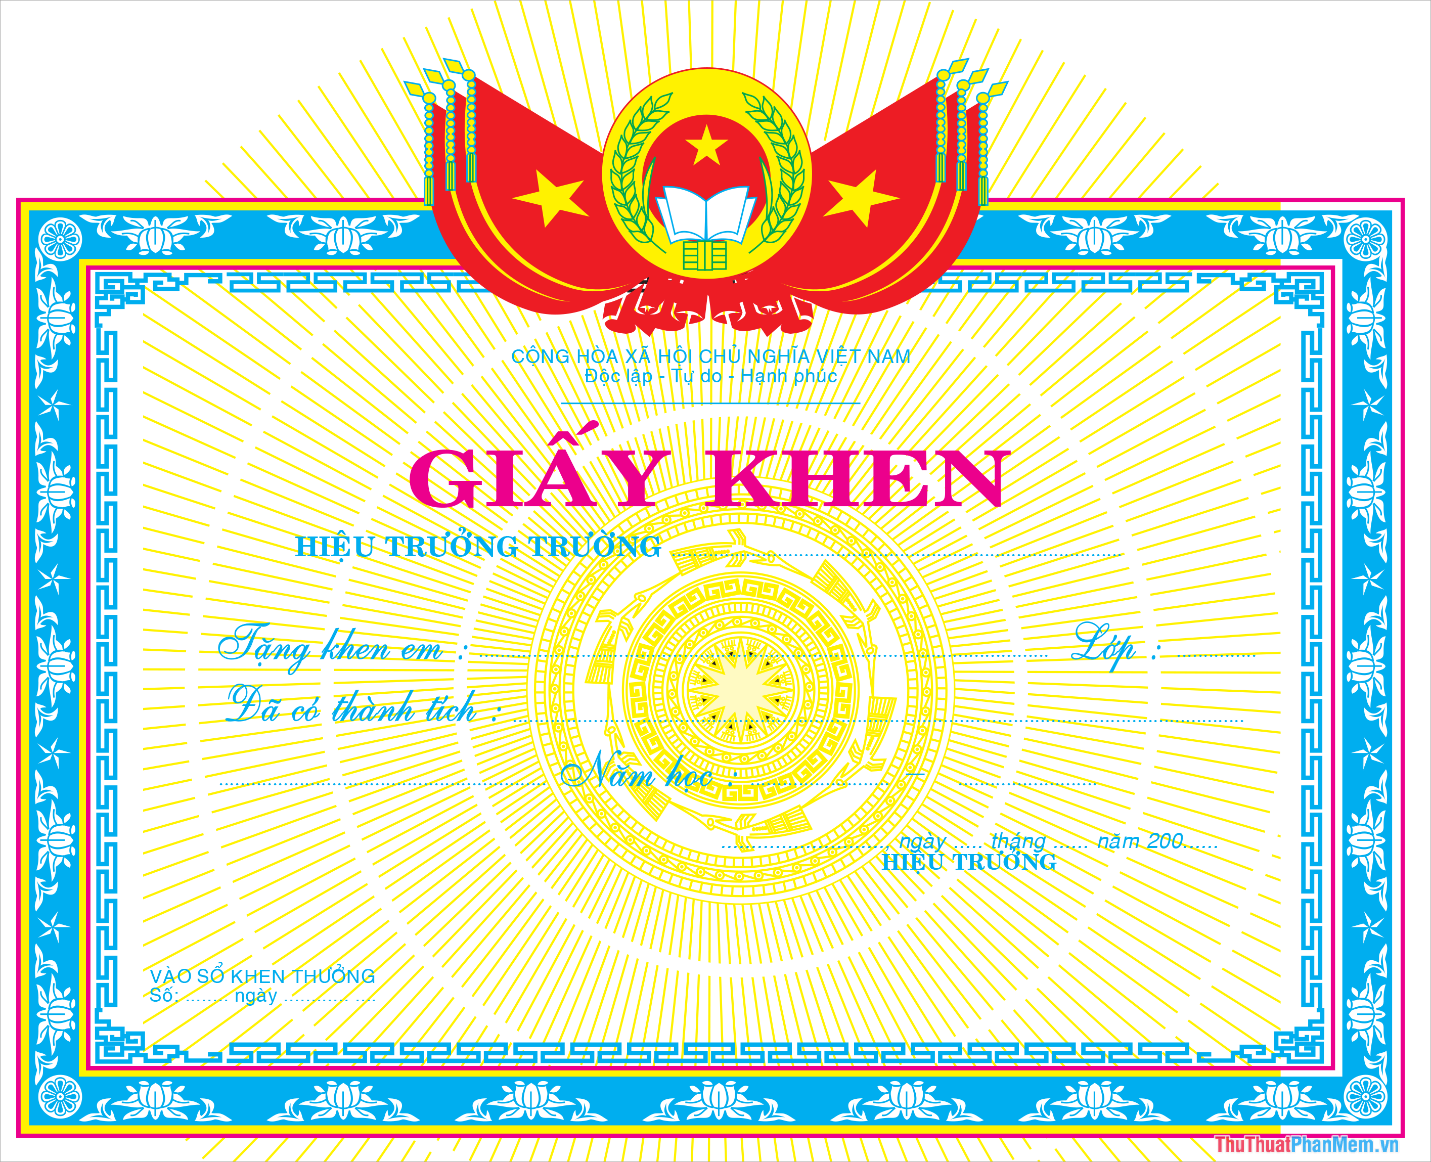 CỘNG HÒA XÃ HỘI CHỦ NGHĨA VIỆT NAM
Độc lập - Tự do - Hạnh phúc
GIẤY KHEN
HIỆU TRƯỞNG TRƯỜNG ..........................................................................
Tặng khen em : .............................................................................................. Lớp : .............
Đã có thành tích : ........................................................................................................................
...................................................... Năm học : ....................... – .......................
............................, ngày ..... tháng ...... năm 200......
HIỆU TRƯỞNG
VÀO SỔ KHEN THƯỞNG
Số: ........ ngày ............ ....
ThuThuatPhanMem.vn